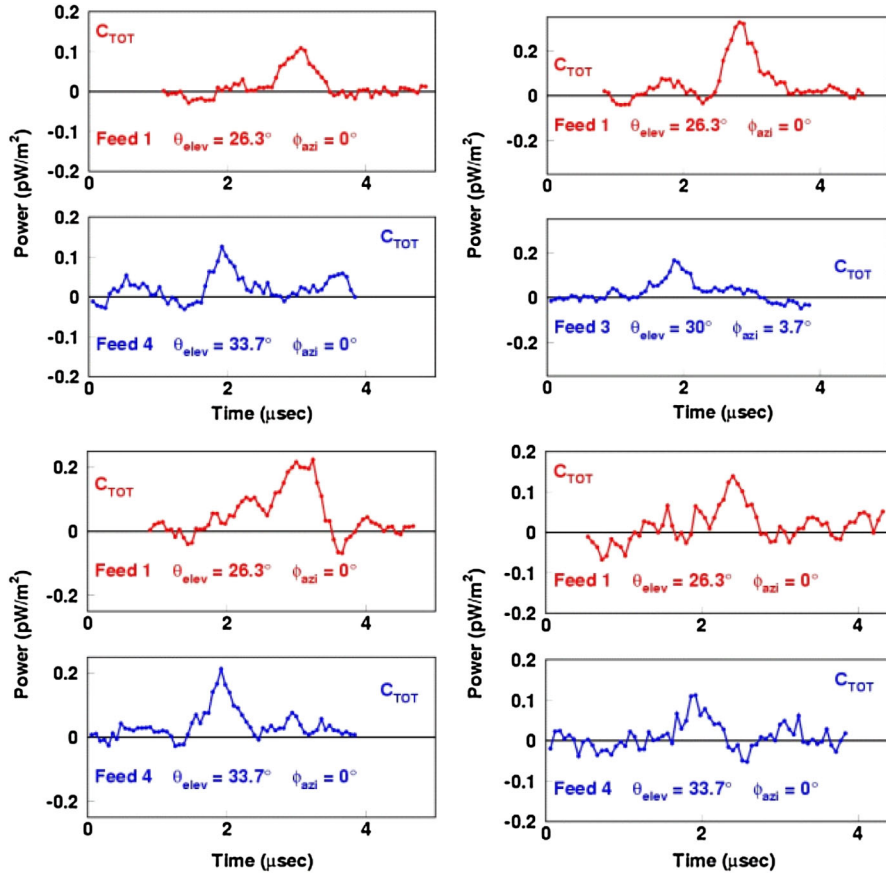 Power (pW/m²)
0.2
0.1
0
-0.1
-0.2
C_TOT
Feed 1 θ_elev = 26.3° ϕ_azi = 0°
0 2 4
0.2
0.1
0
-0.1
-0.2
C_TOT
Feed 4 θ_elev = 33.7° ϕ_azi = 0°
0 2 4
Time (μsec)
Power (pW/m²)
0.2
0
-0.2
C_TOT
Feed 1 θ_elev = 26.3° ϕ_azi = 0°
0 2 4
0.2
0
-0.2
C_TOT
Feed 3 θ_elev = 30° ϕ_azi = 3.7°
0 2 4
Time (μsec)
Power (pW/m²)
0.2
0
-0.2
C_TOT
Feed 1 θ_elev = 26.3° ϕ_azi = 0°
0 2 4
0.2
0
-0.2
C_TOT
Feed 4 θ_elev = 33.7° ϕ_azi = 0°
0 2 4
Time (μsec)
Power (pW/m²)
0.2
0.1
0
-0.1
-0.2
C_TOT
Feed 1 θ_elev = 26.3° ϕ_azi = 0°
0 2 4
0.2
0.1
0
-0.1
-0.2
C_TOT
Feed 4 θ_elev = 33.7° ϕ_azi = 0°
0 2 4
Time (μsec)